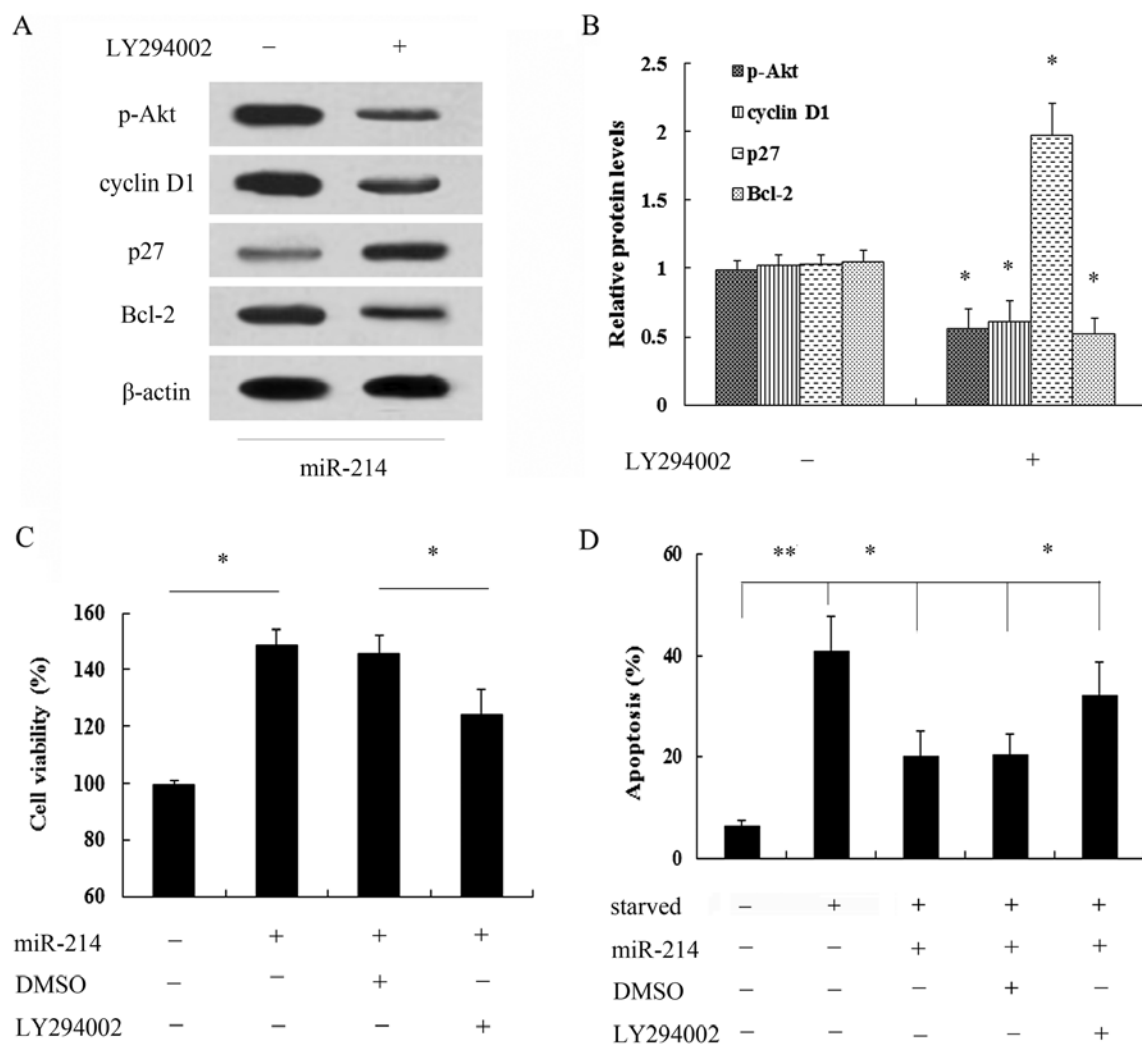 A
LY294002 – +
p-Akt
cyclin D1
p27
Bcl-2
β-actin
miR-214
B
Relative protein levels
2.5
2
1.5
1
0.5
0
p-Akt
cyclin D1
p27
Bcl-2
*
* * *
LY294002 – +
C
Cell viability (%)
160
140
120
100
80
60
* *
miR-214 – + + +
DMSO – – + –
LY294002 – – – +
D
Apoptosis (%)
60
40
20
0
** * *
starved – + + + +
miR-214 – – + + +
DMSO – – – + –
LY294002 – – – – +